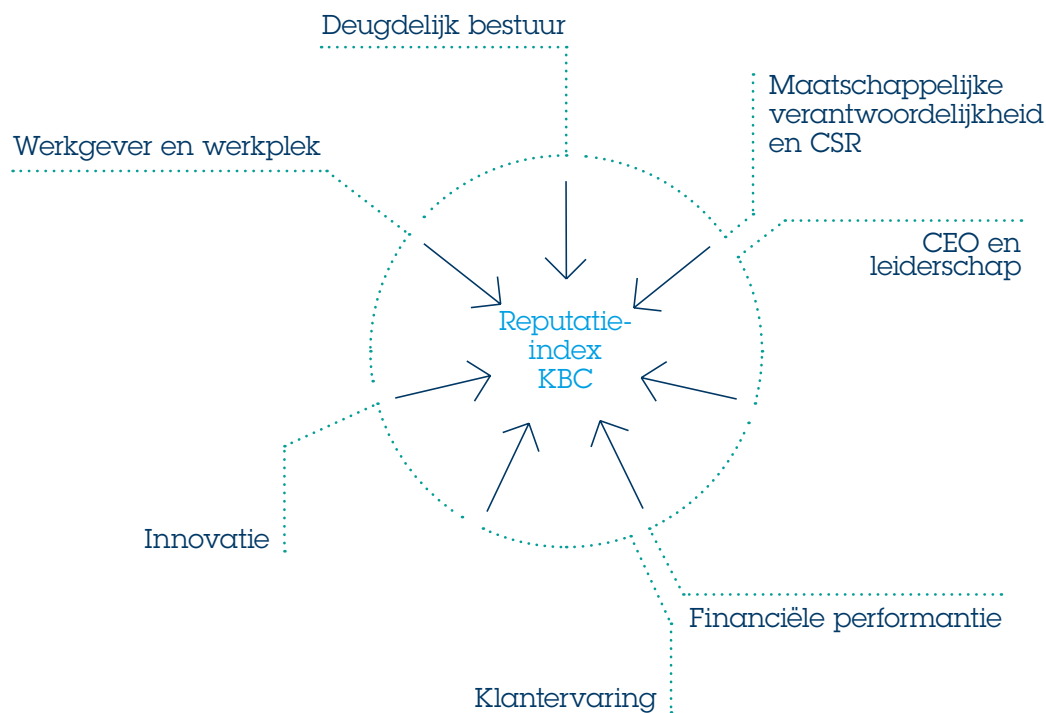 Deugdelijk bestuur
Maatschappelijke
verantwoordelijkheid
en CSR
Werkgever en werkplek
CEO en
leiderschap
Reputatie-
index
KBC
Innovatie
Financiële performantie
Klantervaring